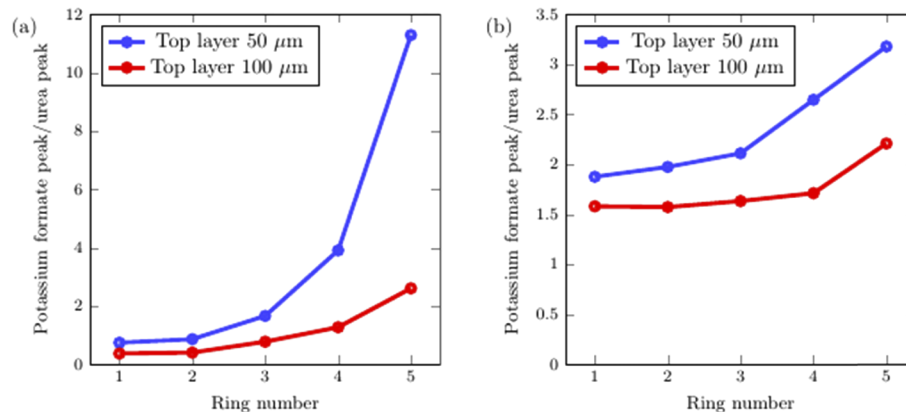 (a)
Potassium formate peak/urea peak
12
10
8
6
4
2
0
Top layer 50 μm
Top layer 100 μm
1 2 3 4 5
Ring number
(b)
Potassium formate peak/urea peak
3.5
3
2.5
2
1.5
1
0.5
0
Top layer 50 μm
Top layer 100 μm
1 2 3 4 5
Ring number